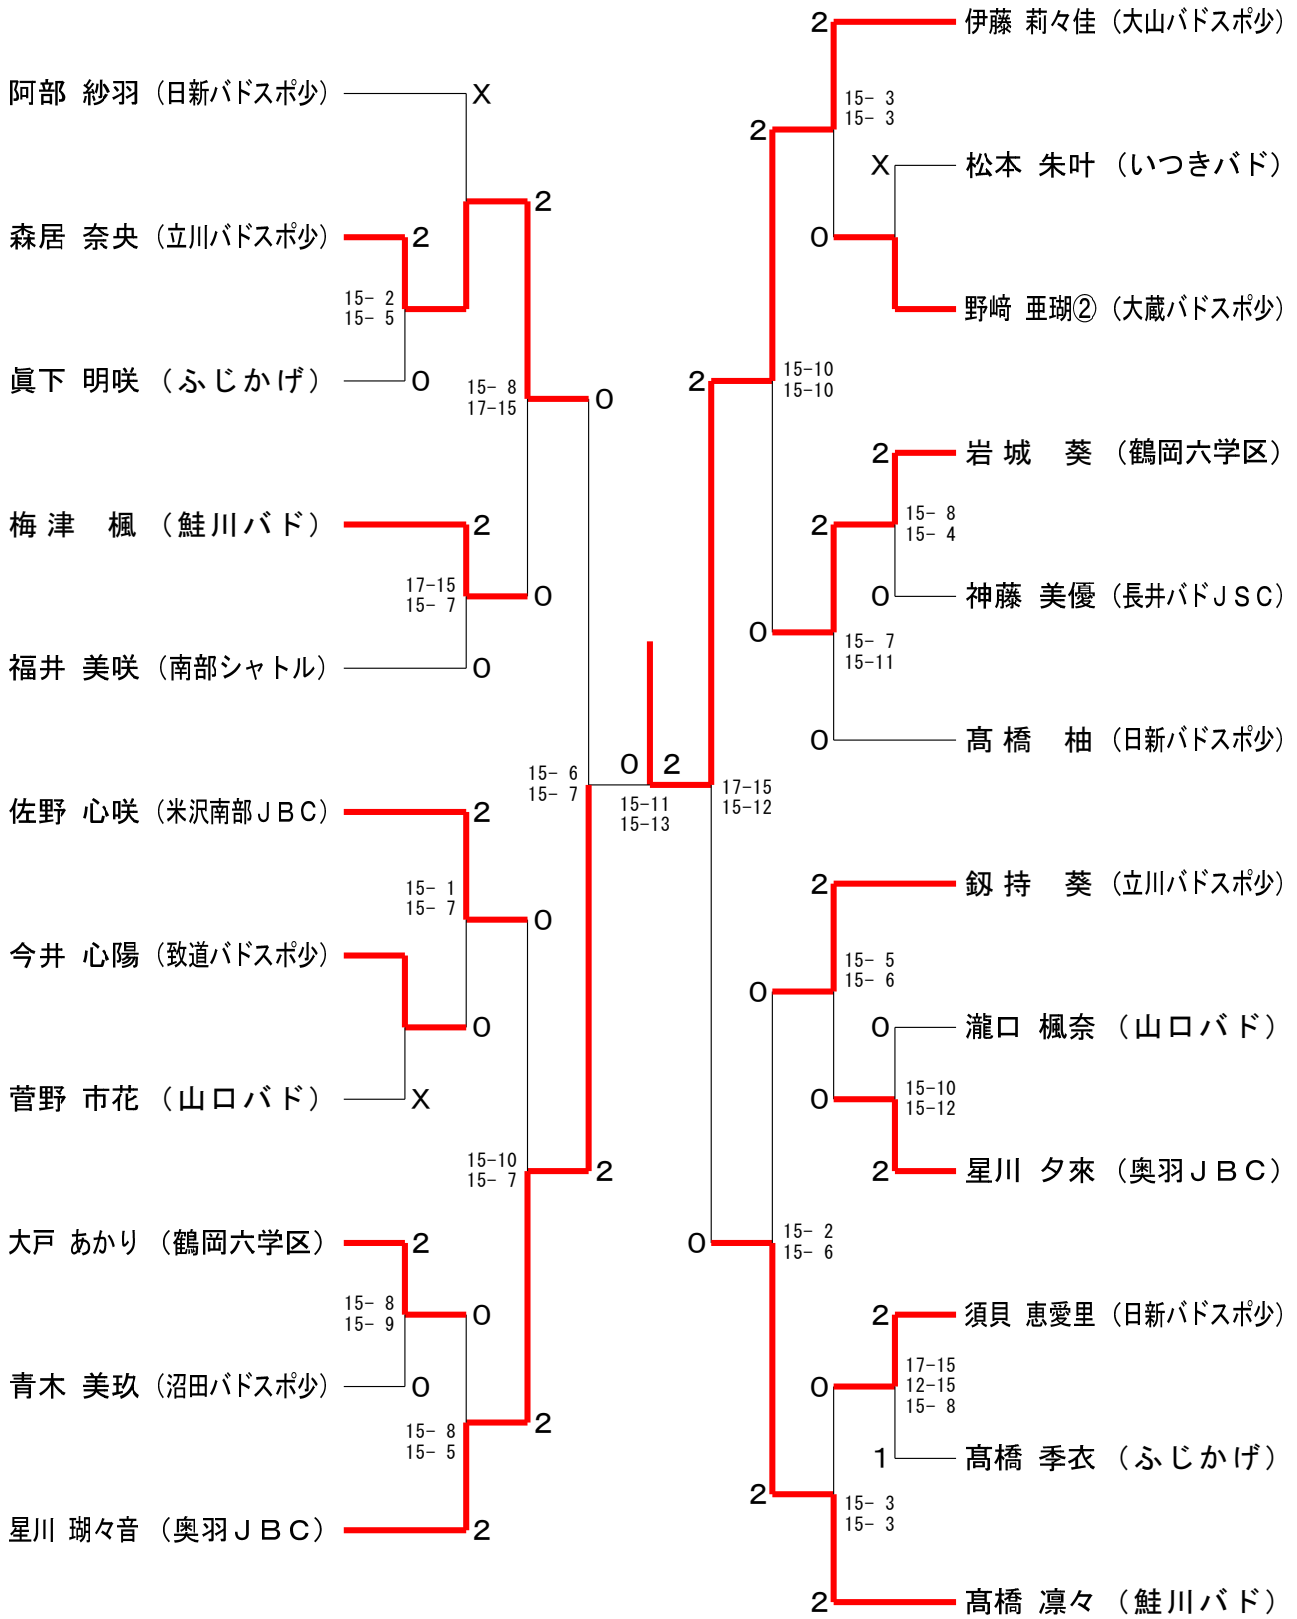 阿部 紗羽 (日新バドスポ少)
X
2
森居 奈央 (立川バドスポ少)
2
15- 2
15- 5
眞下 明咲 (ふじかげ)
0
15- 8
17-15
0
梅津 楓 (鮭川バド)
2
17-15
15- 7
0
福井 美咲 (南部シャトル)
0
15- 6
15- 7
佐野 心咲 (米沢南部JBC)
2
15- 1
15- 7
0
今井 心陽 (致道バドスポ少)
0
菅野 市花 (山口バド)
X
15-10
15- 7
2
大戸 あかり (鶴岡六学区)
2
15- 8
15- 9
0
青木 美玖 (沼田バドスポ少)
0
15- 8
15- 5
2
星川 瑚々音 (奥羽JBC)
2
0 2
15-11
15-13
2 伊藤 莉々佳 (大山バドスポ少)
15- 3
15- 3
2
X 松本 朱叶 (いつきバド)
0
野﨑 亜瑚② (大蔵バドスポ少)
2
15-10
15-10
2 岩城 葵 (鶴岡六学区)
15- 8
15- 4
2
0 神藤 美優 (長井バドJSC)
0
15- 7
15-11
0 髙橋 柚 (日新バドスポ少)
17-15
15-12
2 釼持 葵 (立川バドスポ少)
15- 5
15- 6
0
0 瀧口 楓奈 (山口バド)
15-10
15-12
0
2 星川 夕來 (奥羽JBC)
0
15- 2
15- 6
2 須貝 恵愛里 (日新バドスポ少)
17-15
12-15
15- 8
0
1 髙橋 季衣 (ふじかげ)
2
15- 3
15- 3
2 髙橋 凛々 (鮭川バド)